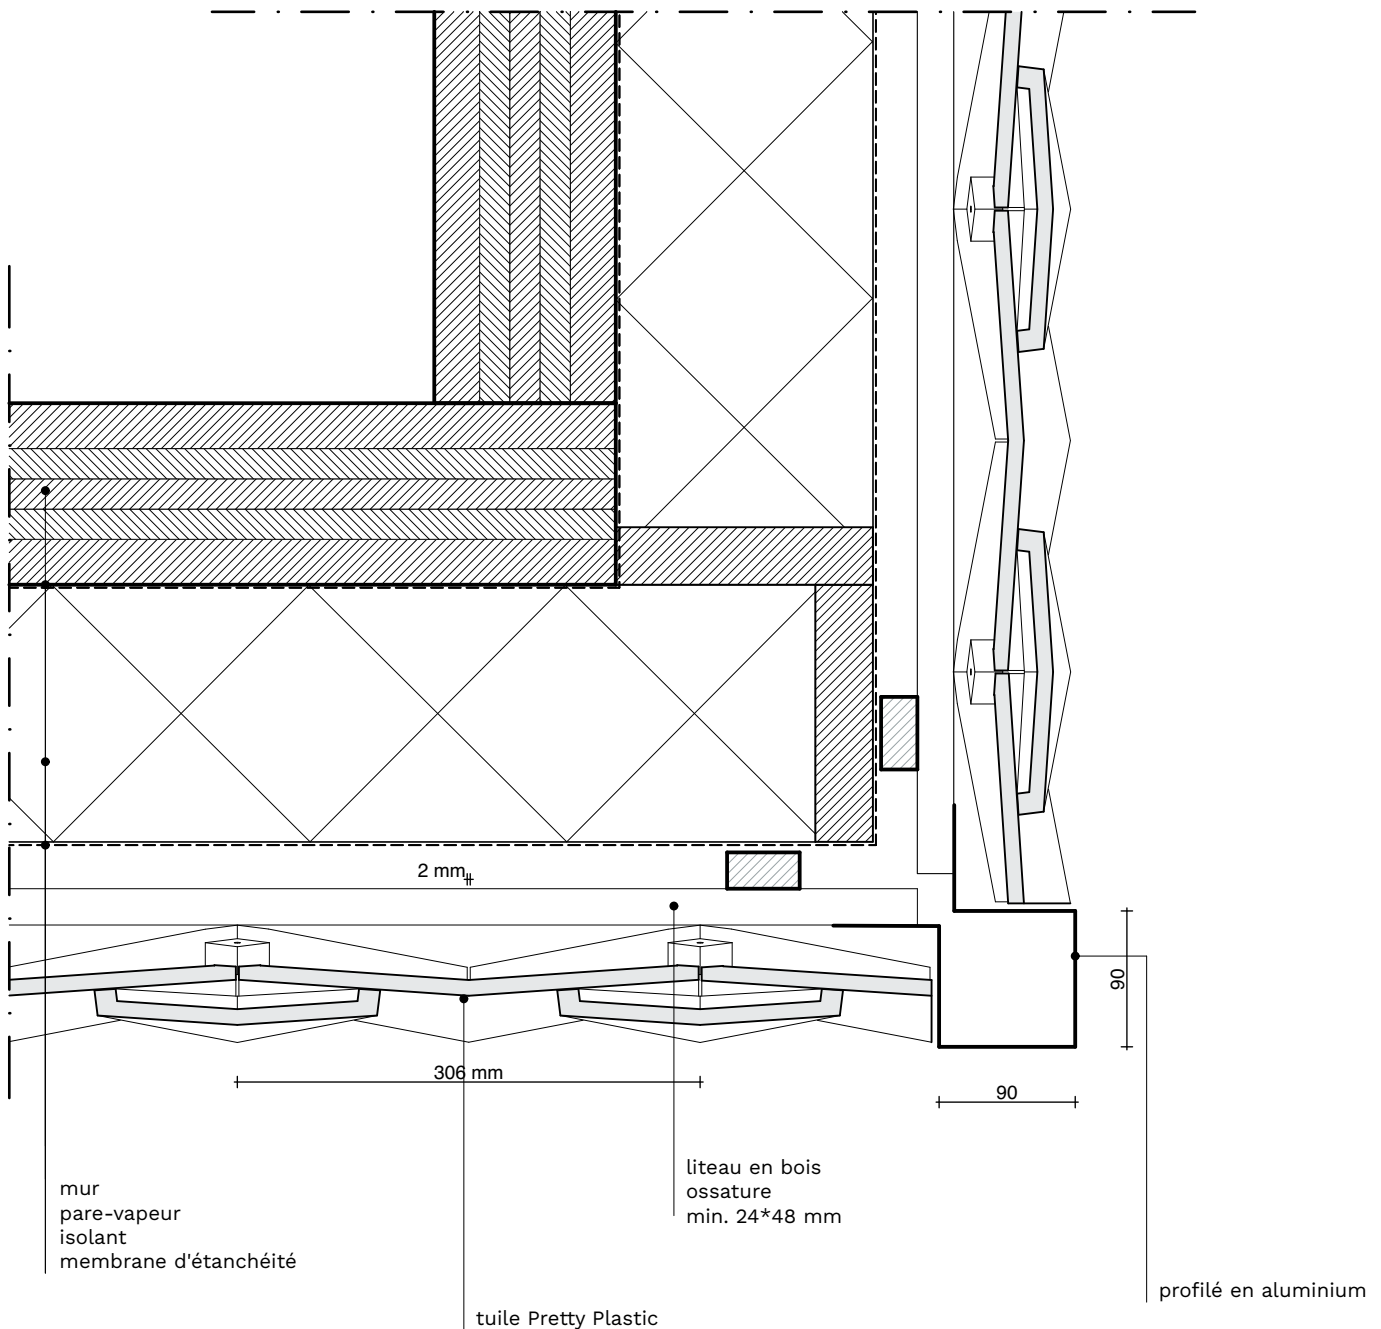 2 mm
306 mm
90
90
mur
pare-vapeur
isolant
membrane d'étanchéité
liteau en bois
ossature
min. 24*48 mm
profilé en aluminium
tuile Pretty Plastic